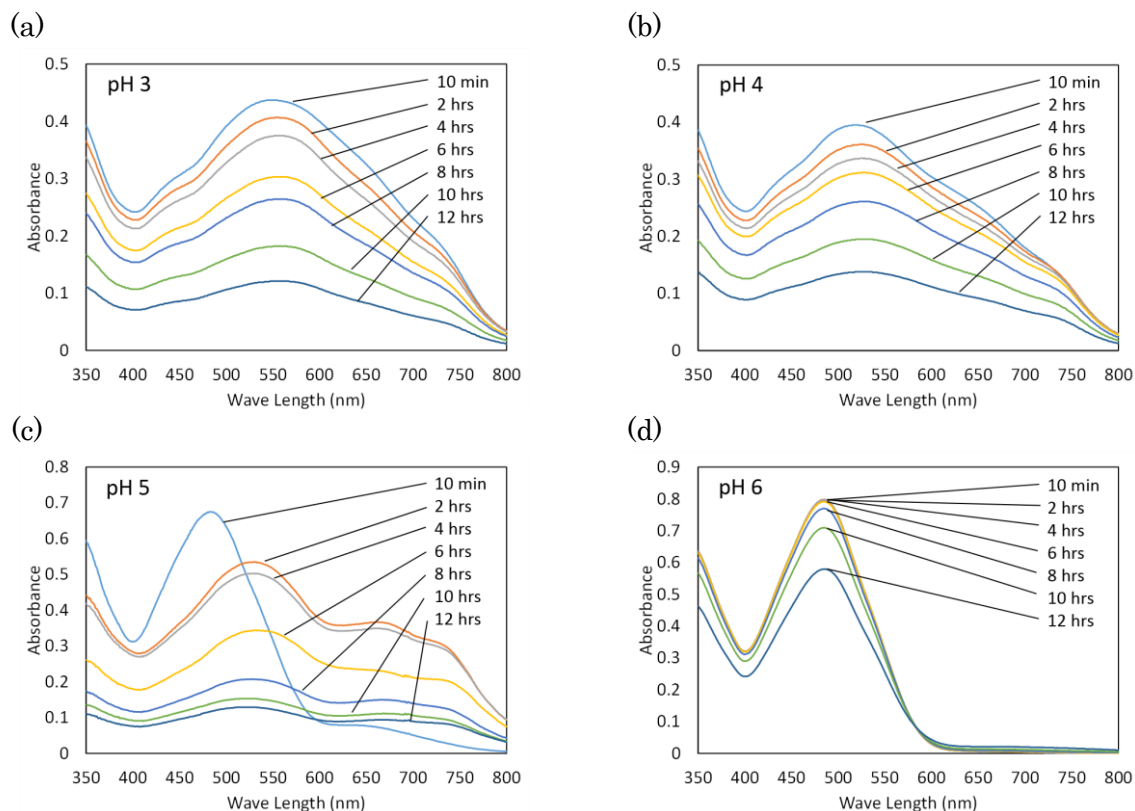 (a)
pH 3
Absorbance
0.5
0.4
0.3
0.2
0.1
0
350 400 450 500 550 600 650 700 750 800
Wave Length (nm)
10 min
2 hrs
4 hrs
6 hrs
8 hrs
10 hrs
12 hrs
(b)
pH 4
Absorbance
0.5
0.4
0.3
0.2
0.1
0
350 400 450 500 550 600 650 700 750 800
Wave Length (nm)
10 min
2 hrs
4 hrs
6 hrs
8 hrs
10 hrs
12 hrs
(c)
pH 5
Absorbance
0.8
0.7
0.6
0.5
0.4
0.3
0.2
0.1
0
350 400 450 500 550 600 650 700 750 800
Wave Length (nm)
10 min
2 hrs
4 hrs
6 hrs
8 hrs
10 hrs
12 hrs
(d)
pH 6
Absorbance
0.9
0.8
0.7
0.6
0.5
0.4
0.3
0.2
0.1
0
350 400 450 500 550 600 650 700 750 800
Wave Length (nm)
10 min
2 hrs
4 hrs
6 hrs
8 hrs
10 hrs
12 hrs